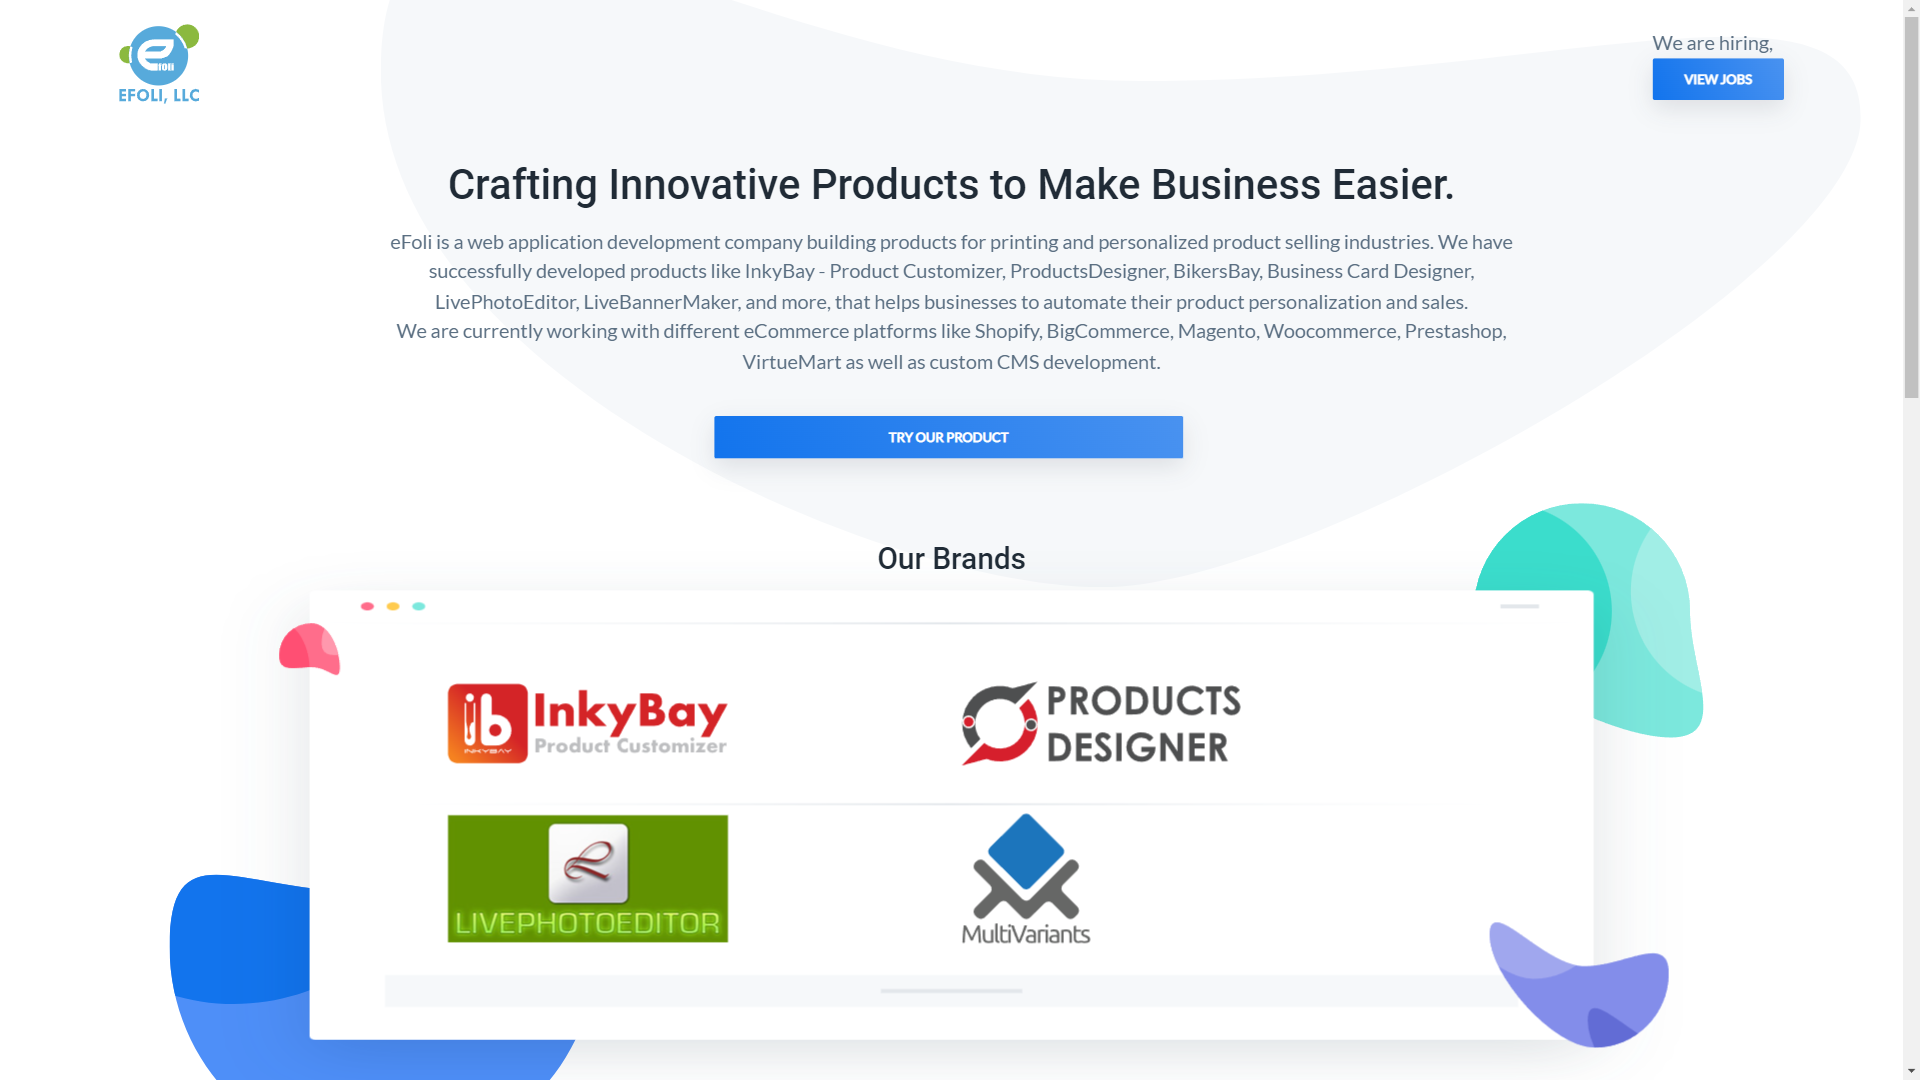 efoli
EFOLI, LLC
We are hiring,
VIEW JOBS
Crafting Innovative Products to Make Business Easier.
eFoli is a web application development company building products for printing and personalized product selling industries. We have
successfully developed products like InkyBay - Product Customizer, ProductsDesigner, BikersBay, Business Card Designer,
LivePhotoEditor, LiveBannerMaker, and more, that helps businesses to automate their product personalization and sales.
We are currently working with different eCommerce platforms like Shopify, BigCommerce, Magento, Woocommerce, Prestashop,
VirtueMart as well as custom CMS development.
TRY OUR PRODUCT
Our Brands
ib
INKYBAY
InkyBay
Product Customizer
PRODUCTS
DESIGNER
LIVEPHOTOEDITOR
MultiVariants